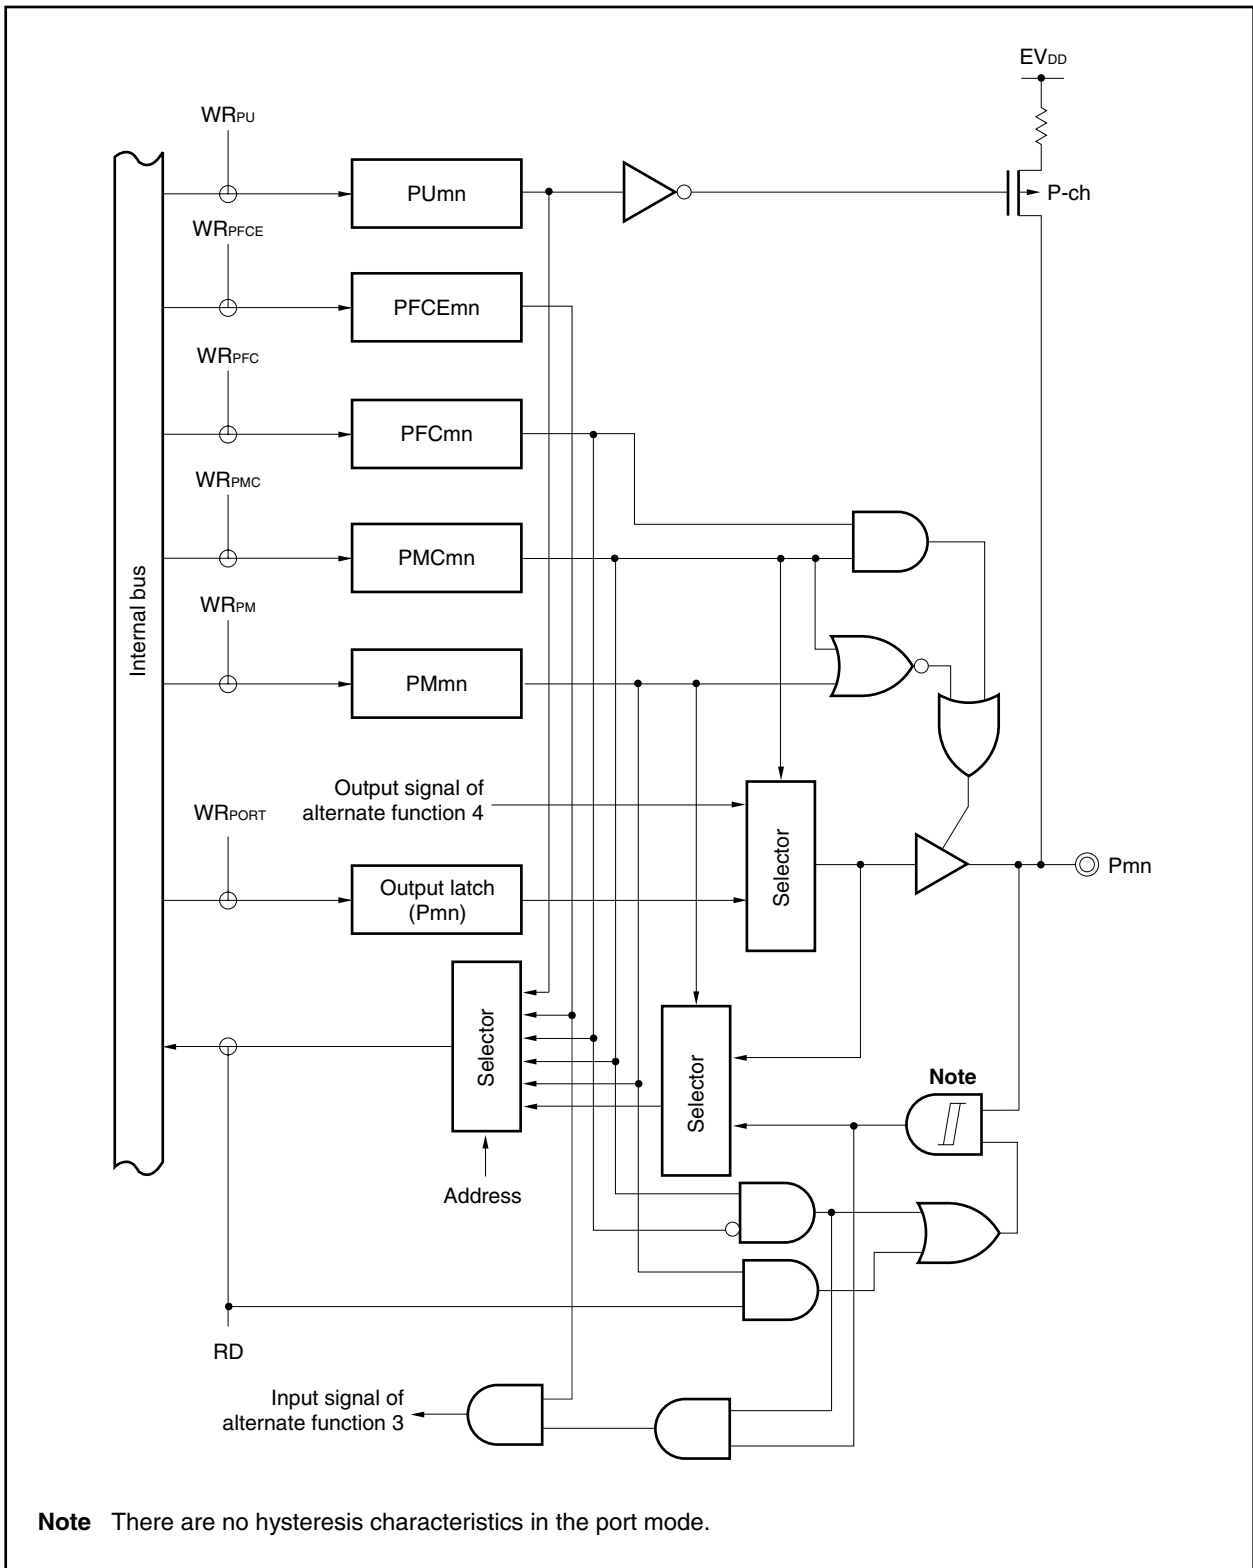 EVDD
WRPU
PUmn
P-ch
WRPFCE
PFCEmn
WRPFC
PFCmn
WRPMC
PMCmn
Internal bus
WRPM
PMmn
Output signal of
alternate function 4
WRPORT
Selector
Pmn
Output latch
(Pmn)
Selector
Selector
Note
Address
RD
Input signal of
alternate function 3
Note There are no hysteresis characteristics in the port mode.